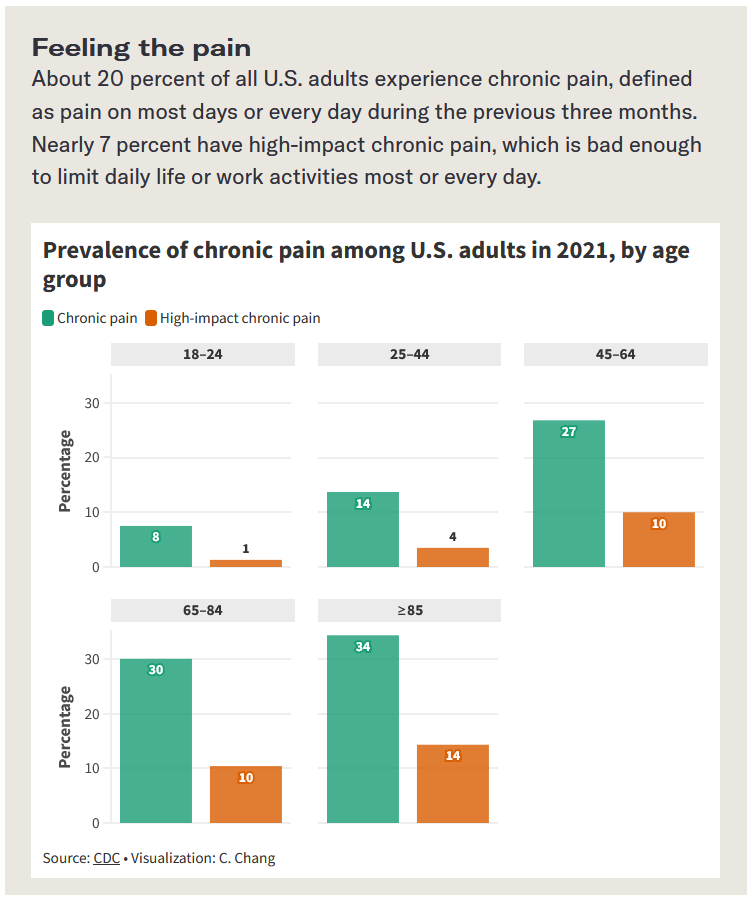 Feeling the pain
About 20 percent of all U.S. adults experience chronic pain, defined
as pain on most days or every day during the previous three months.
Nearly 7 percent have high-impact chronic pain, which is bad enough
to limit daily life or work activities most or every day.
Prevalence of chronic pain among U.S. adults in 2021, by age
group
Chronic pain High-impact chronic pain
18–24 25–44 45–64
Percentage
30
20
10
0
8
1
14
4
27
10
65–84 ≥85
Percentage
30
20
10
0
30
10
34
14
Source: CDC • Visualization: C. Chang